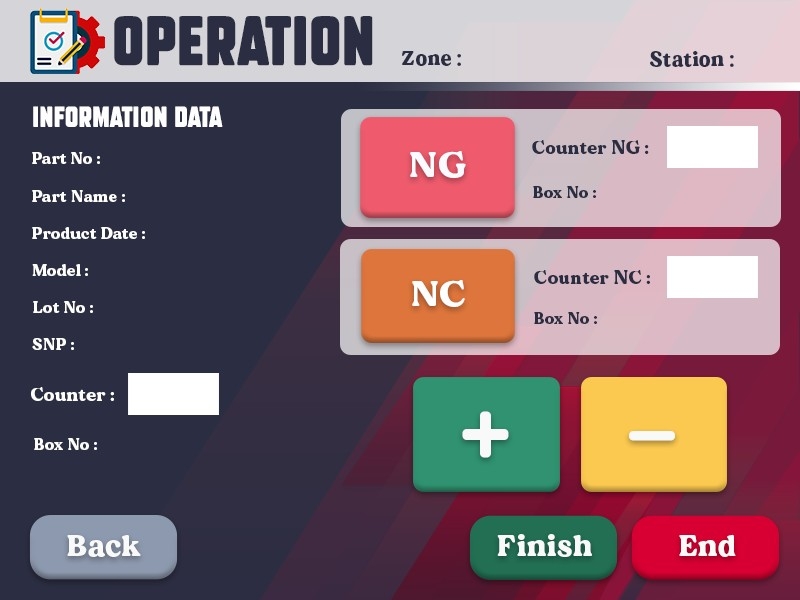 OPERATION
Zone :
Station :
INFORMATION DATA
Part No :
Part Name :
Product Date :
Model :
Lot No :
SNP :
Counter :
Box No :
NG
Counter NG :
Box No :
NC
Counter NC :
Box No :
+
−
Back
Finish
End